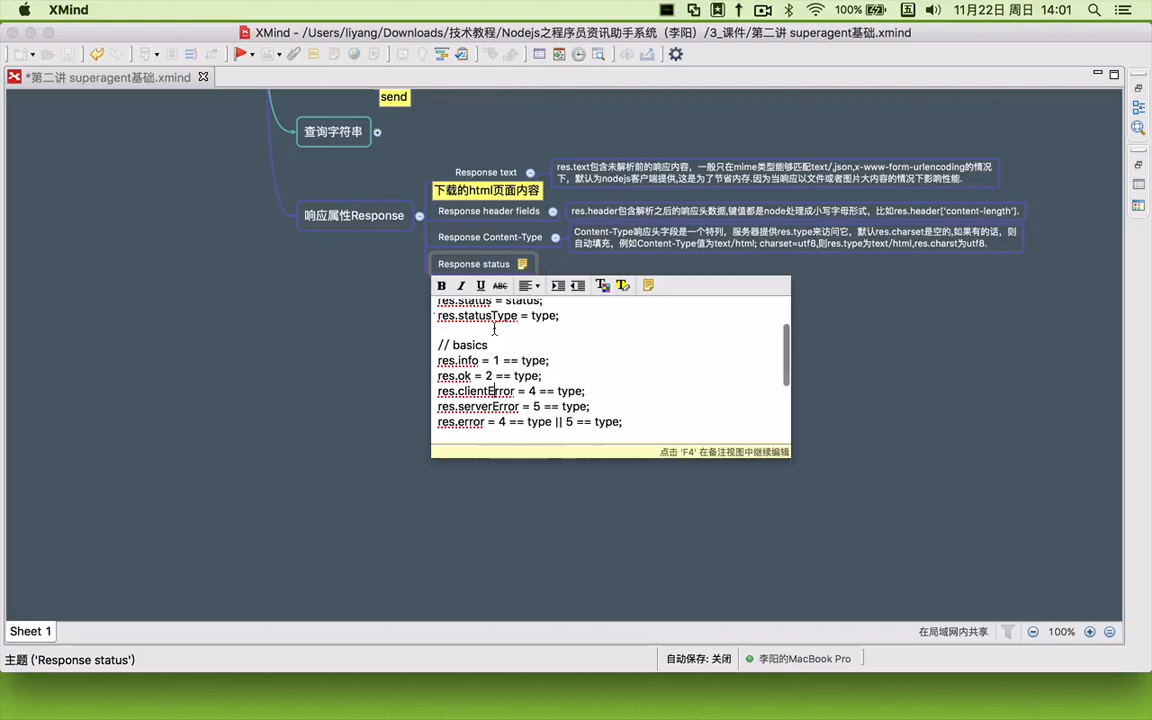 XMind
100%
五
11月22日 周日
14:01
XMind - /Users/liyang/Downloads/技术教程/Nodejs之程序员资讯助手系统（李阳）/3_课件/第二讲 superagent基础.xmind
*第二讲 superagent基础.xmind
send
查询字符串
Response text
res.text包含未解析前的响应内容，一般只在mime类型能够匹配text/,json,x-www-form-urlencoding的情况
下，默认为nodejs客户端提供,这是为了节省内存.因为当响应以文件或者图片大内容的情况下影响性能.
下载的html页面内容
响应属性Response
Response header fields
res.header包含解析之后的响应头数据,键值都是node处理成小写字母形式，比如res.header['content-length'].
Response Content-Type
Content-Type响应头字段是一个特列，服务器提供res.type来访问它，默认res.charset是空的,如果有的话，则
自动填充，例如Content-Type值为text/html; charset=utf8,则res.type为text/html,res.charst为utf8.
Response status
B I U ABC
res.status = status;
res.statusType = type;
// basics
res.info = 1 == type;
res.ok = 2 == type;
res.clientError = 4 == type;
res.serverError = 5 == type;
res.error = 4 == type || 5 == type;
点击 'F4' 在备注视图中继续编辑
Sheet 1
在局域网内共享
100%
主题 ('Response status')
自动保存: 关闭
李阳的MacBook Pro